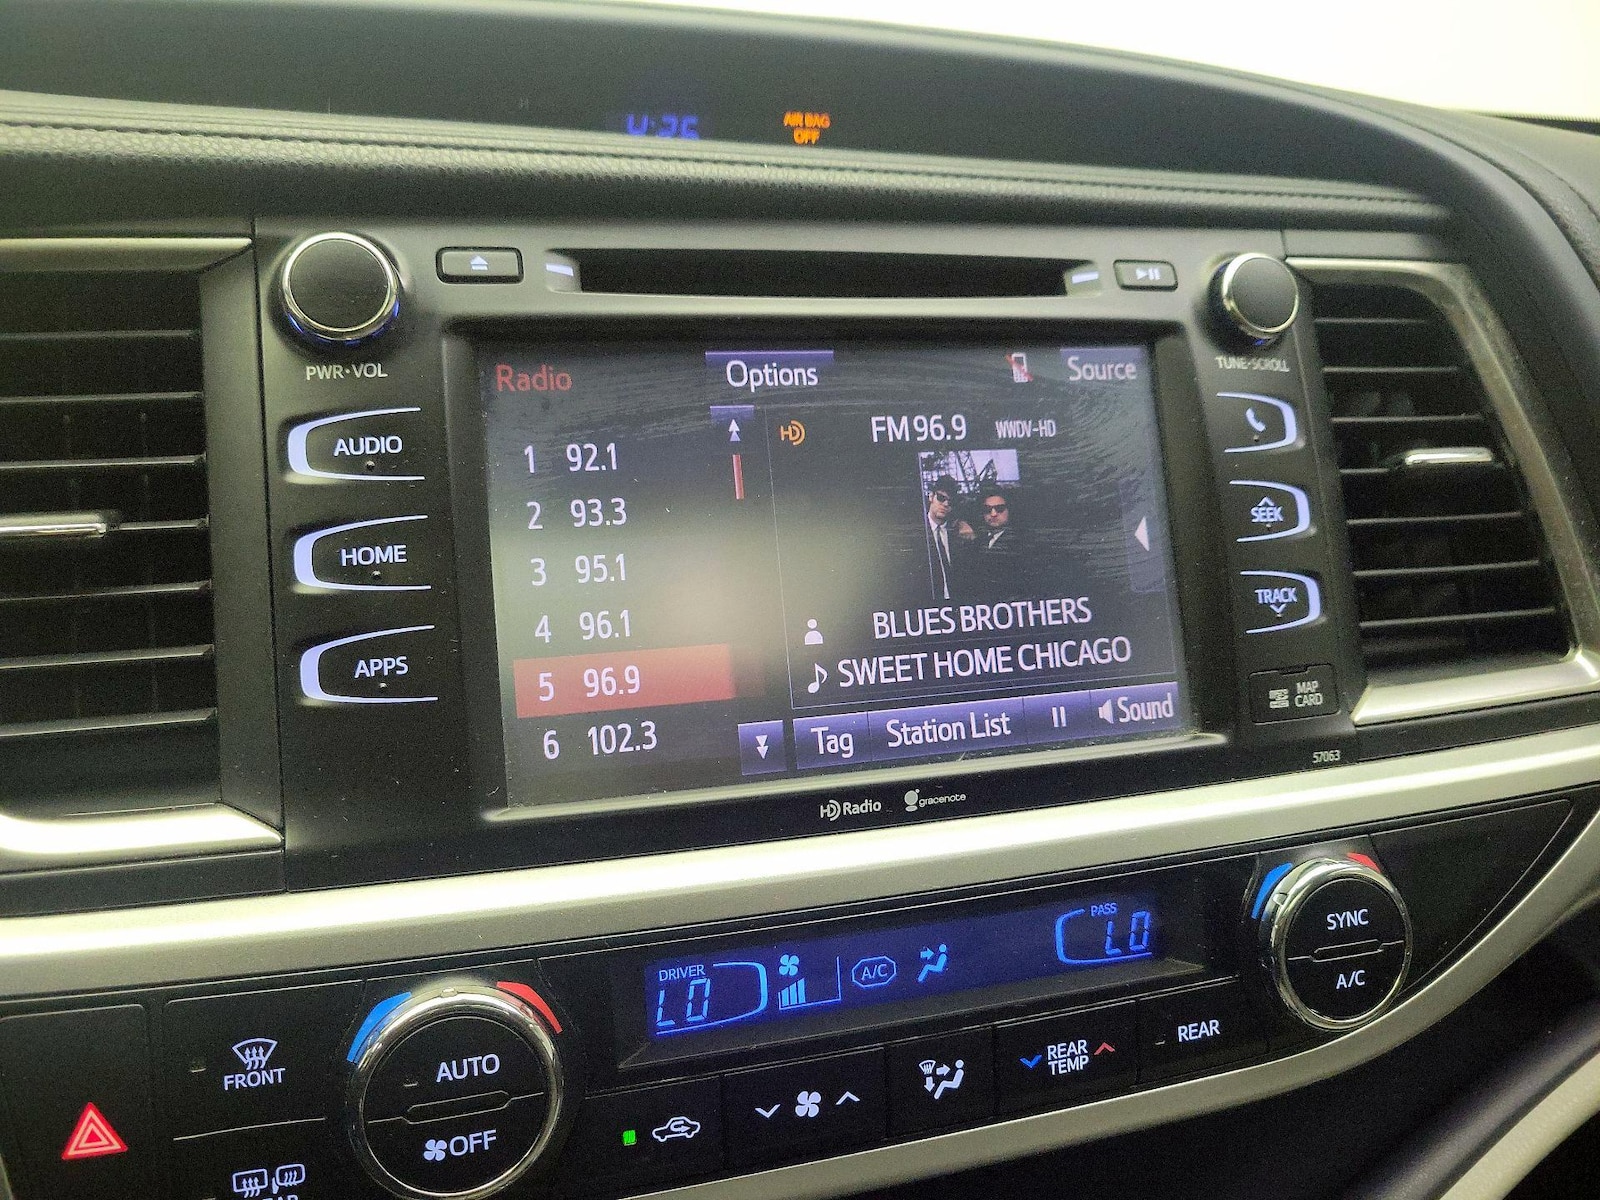 4:26
AIR BAG
OFF
PWR·VOL
AUDIO
HOME
APPS
Radio
Options
Source
1 92.1
2 93.3
3 95.1
4 96.1
5 96.9
6 102.3
HD
FM 96.9 WWDV-HD
BLUES BROTHERS
SWEET HOME CHICAGO
Tag
Station List
Sound
TUNE·SCROLL
SEEK
TRACK
MAP
CARD
57063
HD Radio
gracenote
DRIVER
LO
A/C
PASS
LO
SYNC
A/C
FRONT
AUTO
OFF
REAR
TEMP
REAR